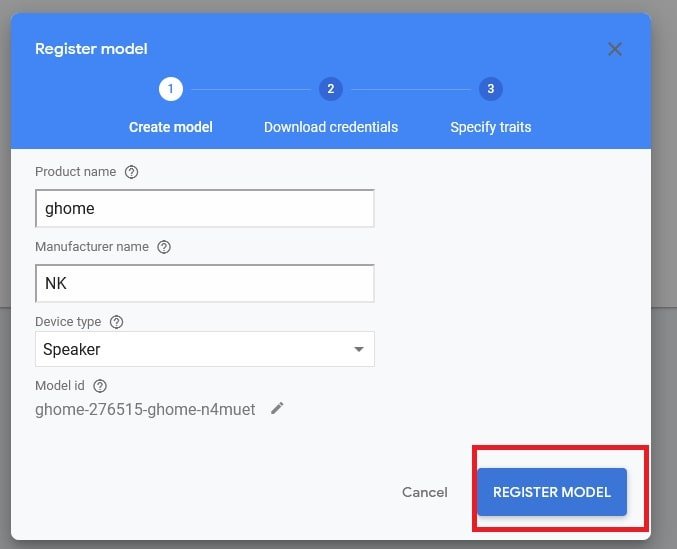 Register model
1 2 3
Create model Download credentials Specify traits
Product name
ghome
Manufacturer name
NK
Device type
Speaker
Model id
ghome-276515-ghome-n4muet
Cancel REGISTER MODEL